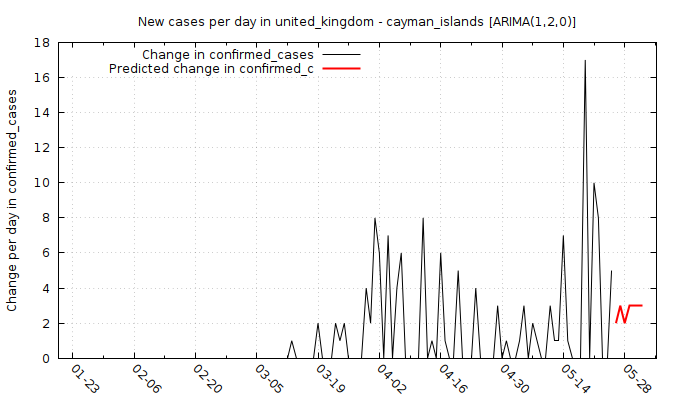 New cases per day in united_kingdom - cayman_islands [ARIMA(1,2,0)]
Change in confirmed_cases
Predicted change in confirmed_c
Change per day in confirmed_cases
18
16
14
12
10
8
6
4
2
0
01-23 02-06 02-20 03-05 03-19 04-02 04-16 04-30 05-14 05-28